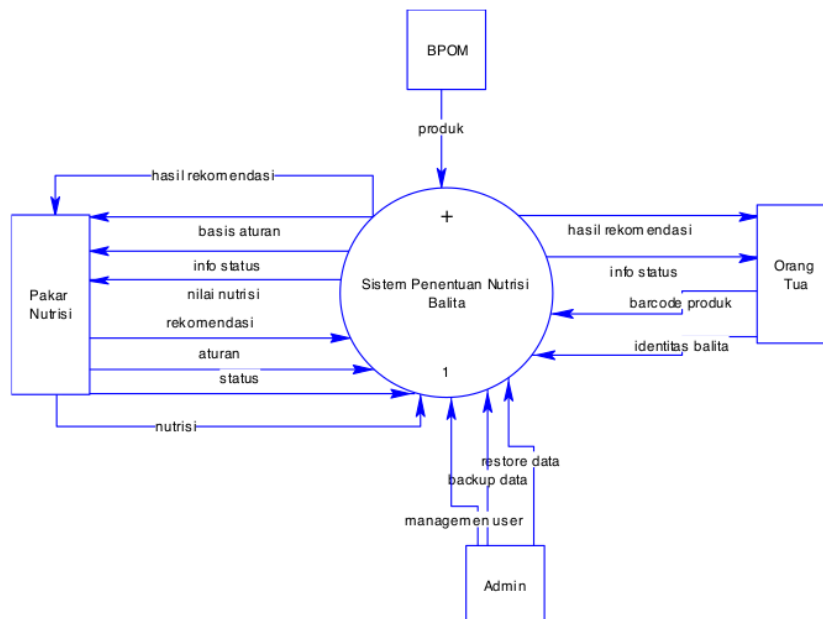 BPOM
produk
hasil rekomendasi
basis aturan
info status
nilai nutrisi
rekomendasi
aturan
status
nutrisi
Pakar
Nutrisi
+
Sistem Penentuan Nutrisi
Balita
1
hasil rekomendasi
info status
barcode produk
identitas balita
Orang
Tua
restore data
backup data
managemen user
Admin